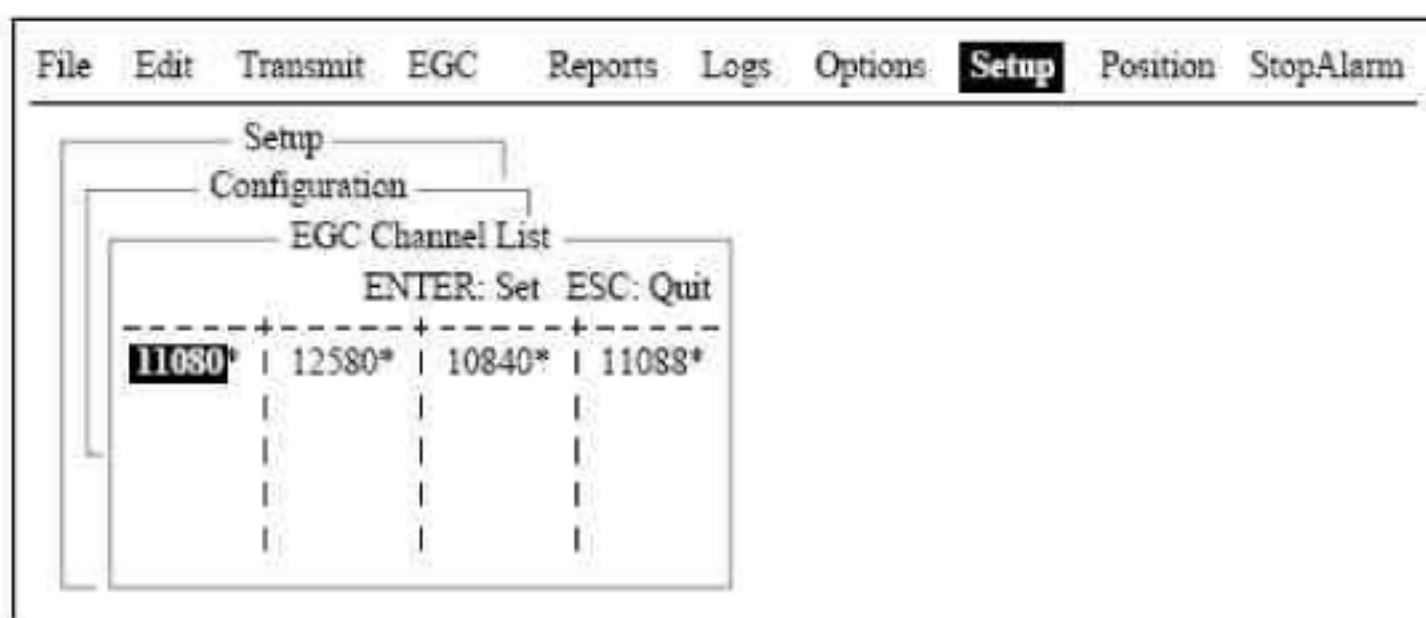 File Edit Transmit EGC Reports Logs Options Setup Position StopAlarm
Setup
Configuration
EGC Channel List
ENTER: Set ESC: Quit
11080* | 12580* | 10840* | 11088*